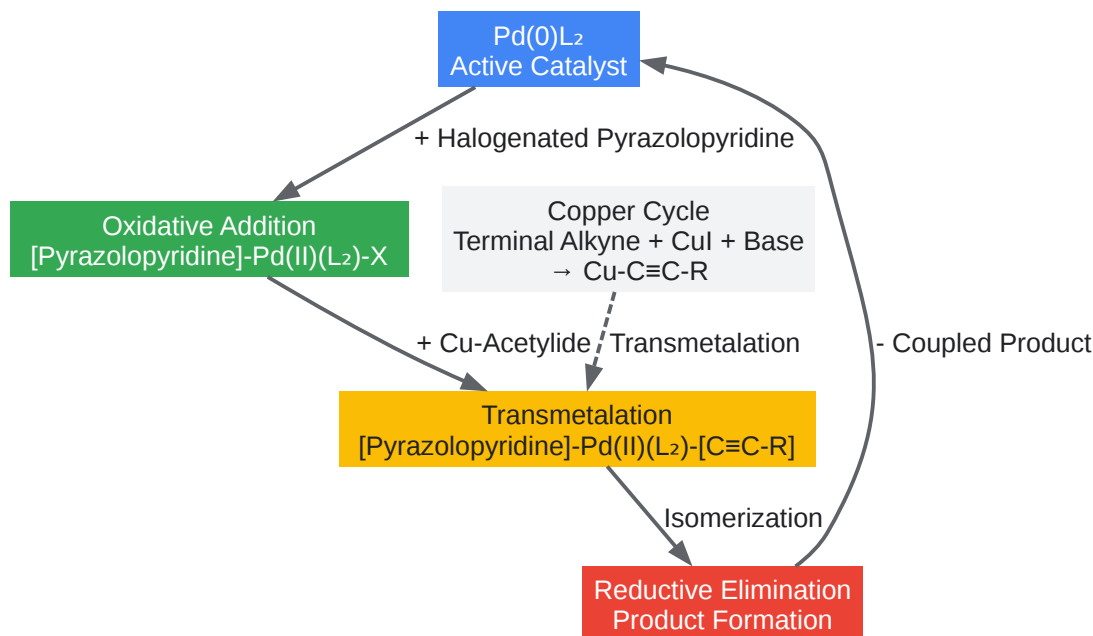 Pd(0)L₂
Active Catalyst
+ Halogenated Pyrazolopyridine
Oxidative Addition
[Pyrazolopyridine]-Pd(II)(L₂)-X
Copper Cycle
Terminal Alkyne + CuI + Base
→ Cu-C≡C-R
+ Cu-Acetylide
Transmetalation
- Coupled Product
Transmetalation
[Pyrazolopyridine]-Pd(II)(L₂)-[C≡C-R]
Isomerization
Reductive Elimination
Product Formation